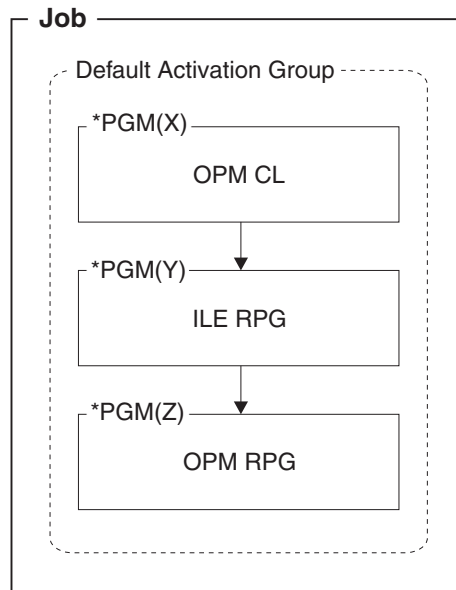 Job
Default Activation Group
*PGM(X)
OPM CL
*PGM(Y)
ILE RPG
*PGM(Z)
OPM RPG